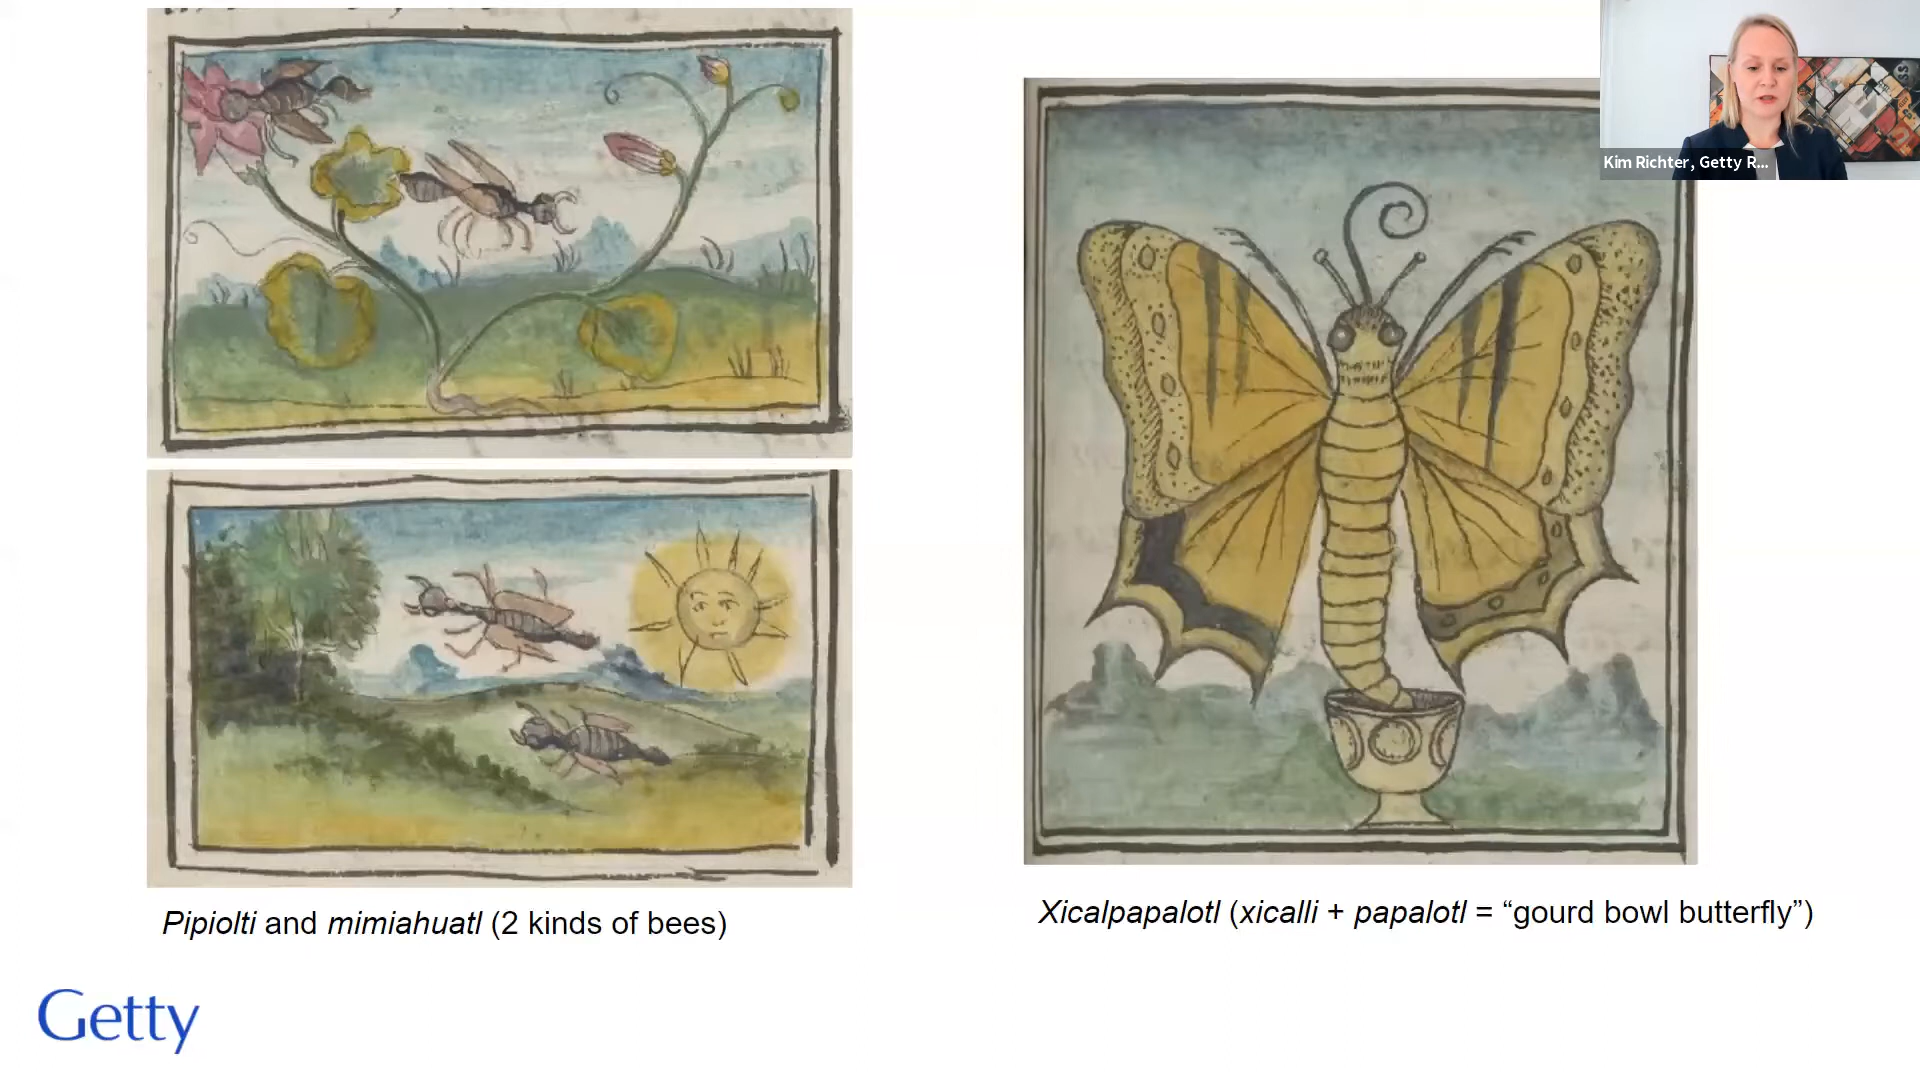 Kim Richter, Getty R...
Pipiolti and mimiahuatl (2 kinds of bees)
Xicalpapalotl (xicalli + papalotl = “gourd bowl butterfly”)
Getty